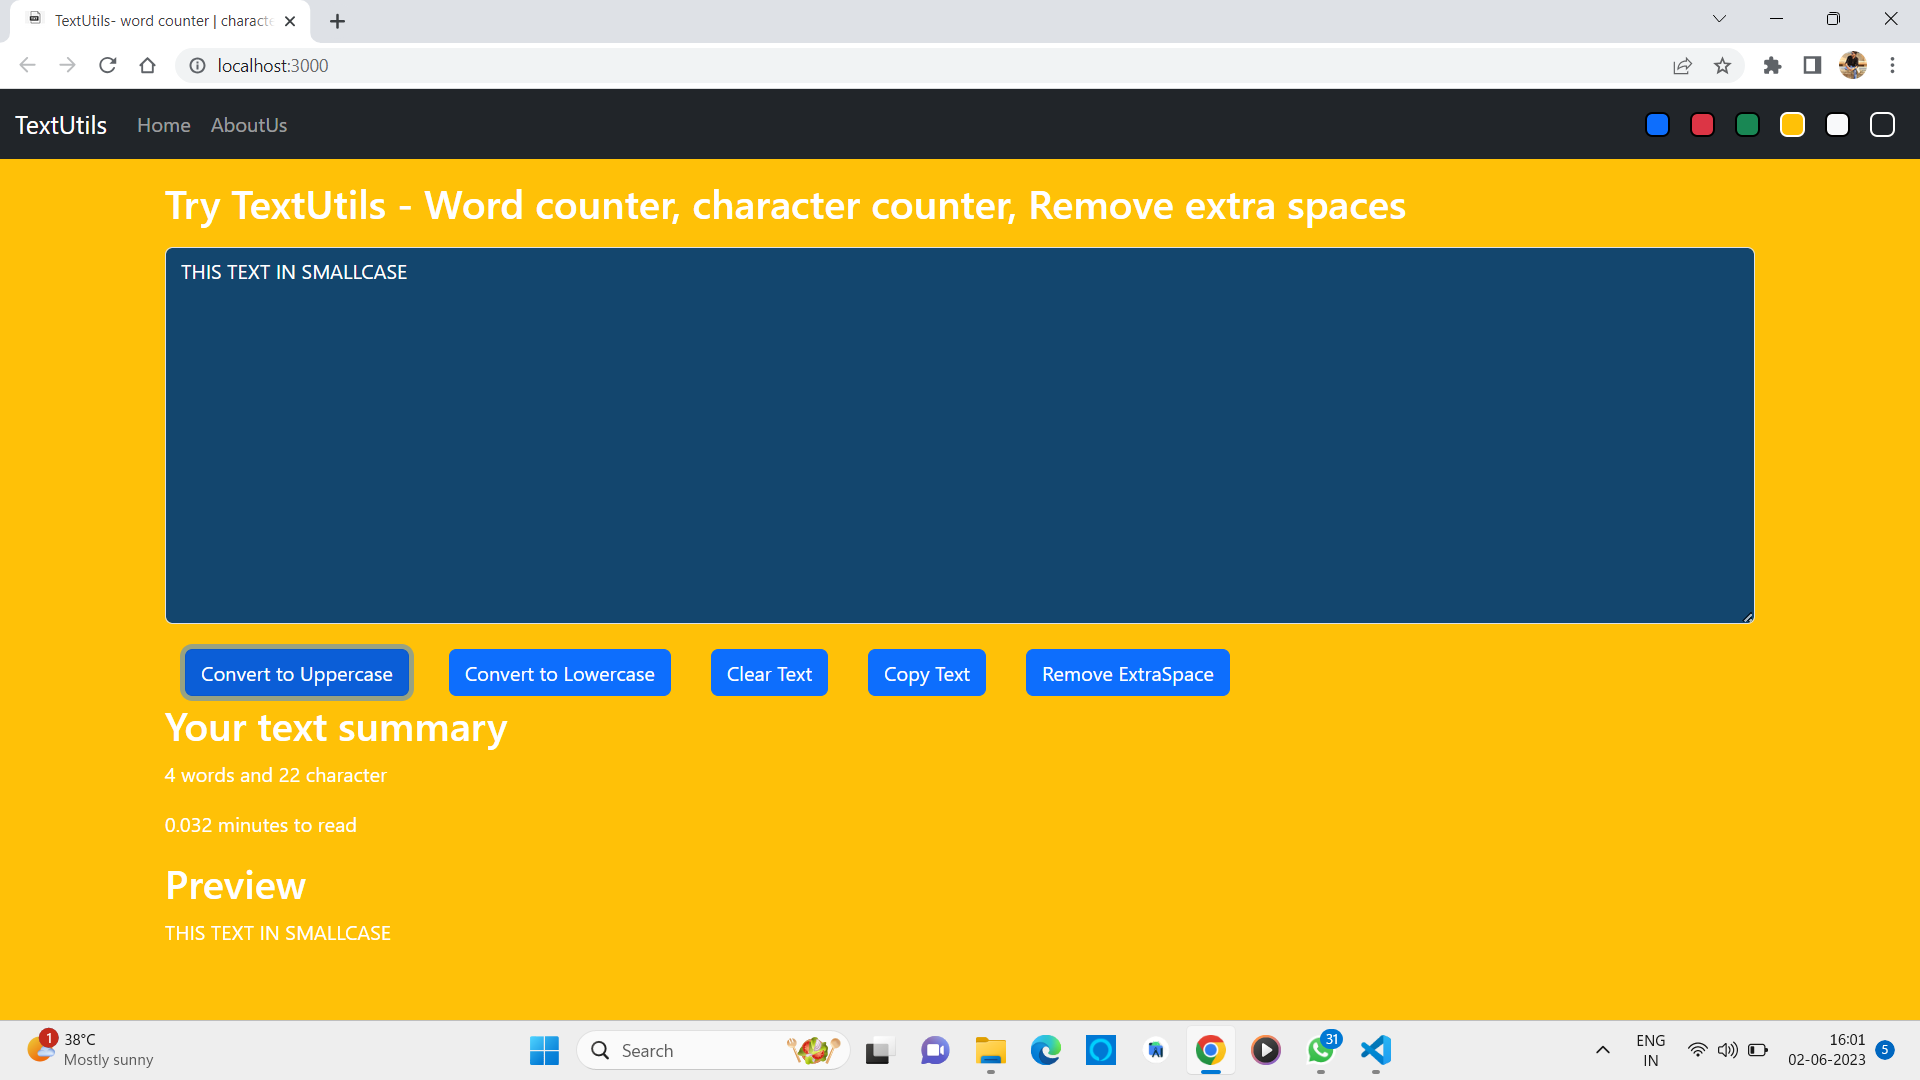 TextUtils- word counter | characte
localhost:3000
TextUtils Home AboutUs
Try TextUtils - Word counter, character counter, Remove extra spaces
THIS TEXT IN SMALLCASE
Convert to Uppercase Convert to Lowercase Clear Text Copy Text Remove ExtraSpace
Your text summary
4 words and 22 character
0.032 minutes to read
Preview
THIS TEXT IN SMALLCASE
1 38°C
Mostly sunny
Search
31
ENG
IN
16:01
02-06-2023
5